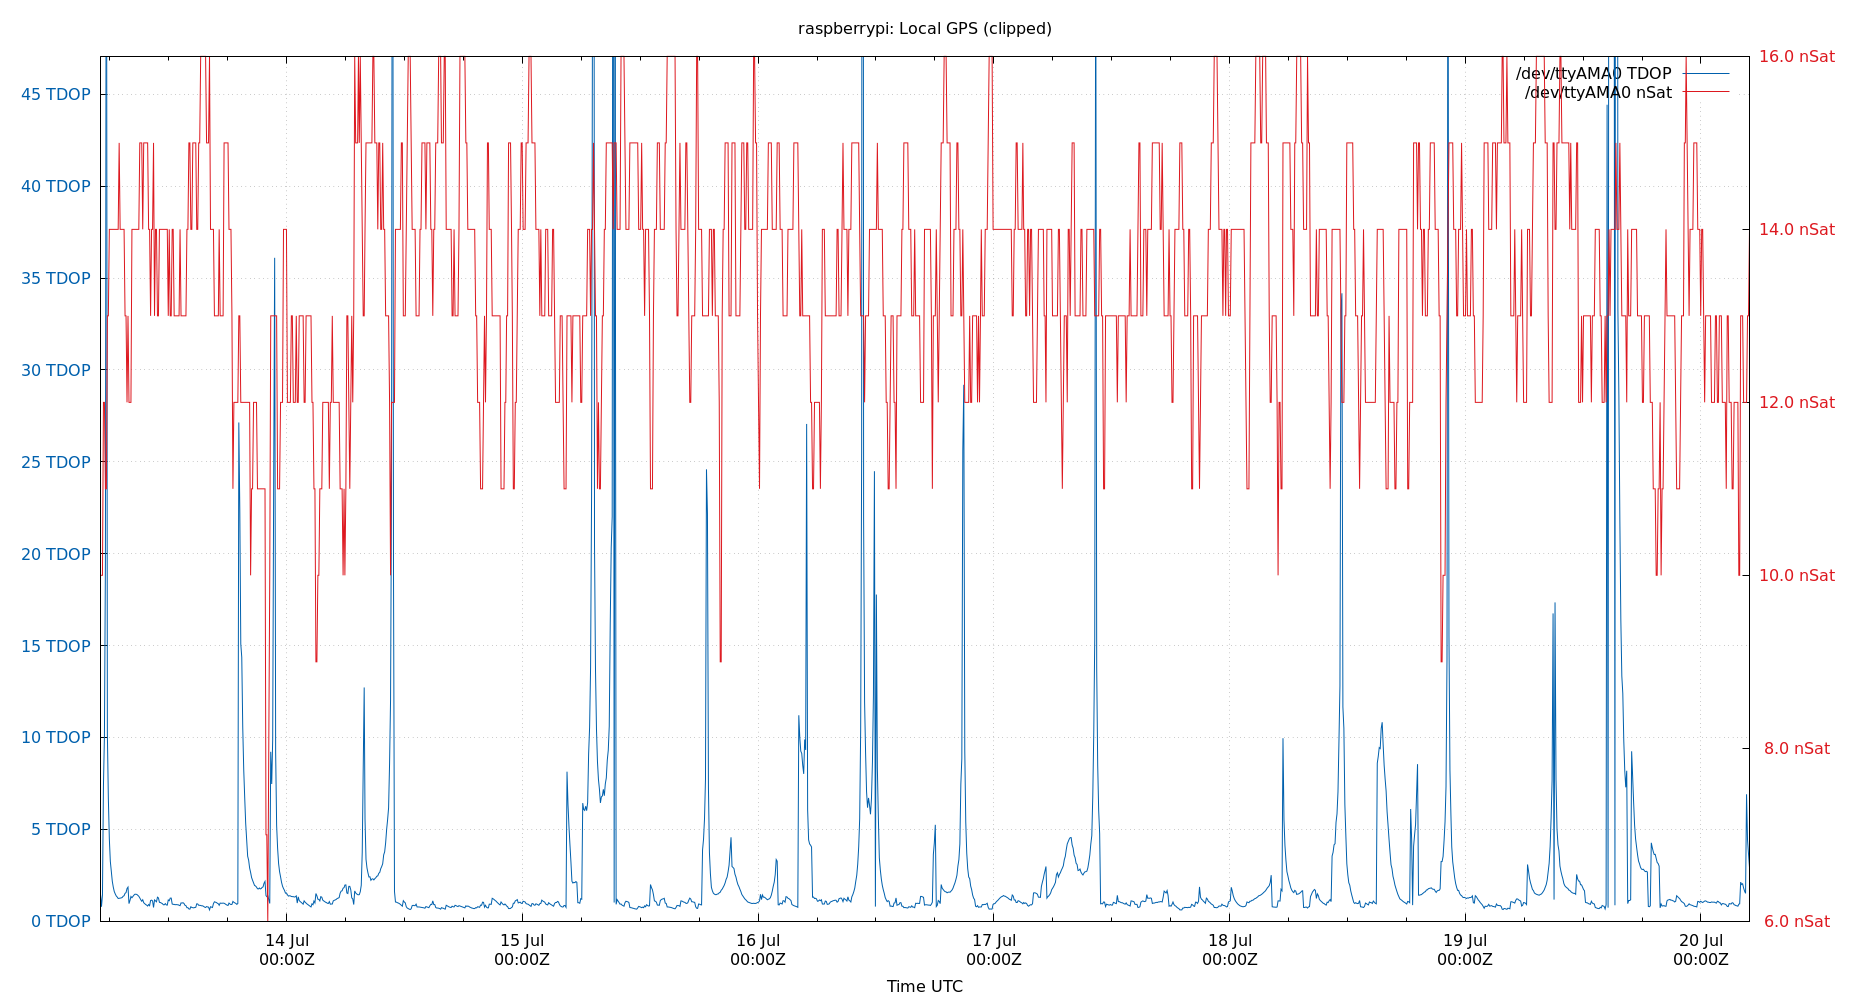 raspberrypi: Local GPS (clipped)
/dev/ttyAMA0 TDOP
/dev/ttyAMA0 nSat
45 TDOP
40 TDOP
35 TDOP
30 TDOP
25 TDOP
20 TDOP
15 TDOP
10 TDOP
5 TDOP
0 TDOP
16.0 nSat
14.0 nSat
12.0 nSat
10.0 nSat
8.0 nSat
6.0 nSat
14 Jul
00:00Z
15 Jul
00:00Z
16 Jul
00:00Z
17 Jul
00:00Z
18 Jul
00:00Z
19 Jul
00:00Z
20 Jul
00:00Z
Time UTC